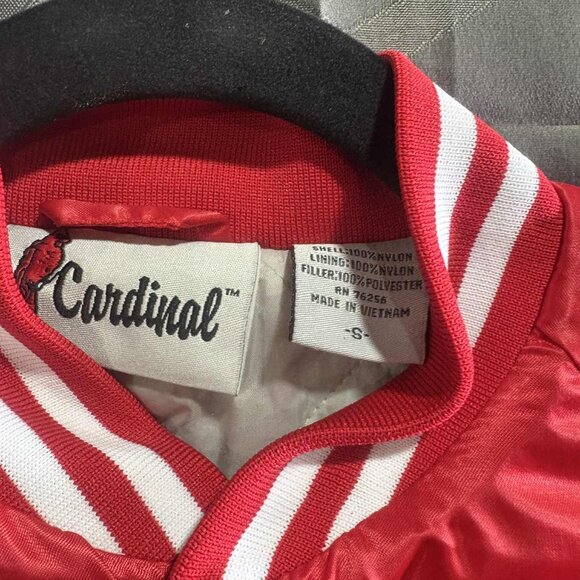 Cardinal™
SHELL:100%NYLON
LINING:100%NYLON
FILLER:100%POLYESTER
RN 76256
MADE IN VIETNAM
-S-